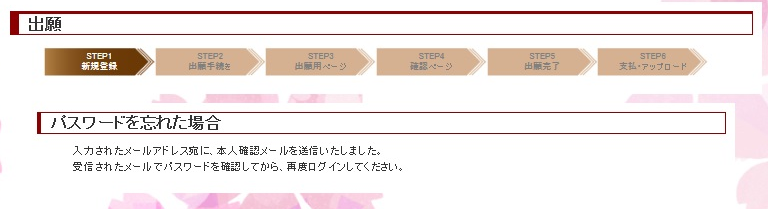 出願
STEP1
新規登録
STEP2
出願手続き
STEP3
出願用ページ
STEP4
確認ページ
STEP5
出願完了
STEP6
支払・アップロード
パスワードを忘れた場合
入力されたメールアドレス宛に、本人確認メールを送信いたしました。
受信されたメールでパスワードを確認してから、再度ログインしてください。